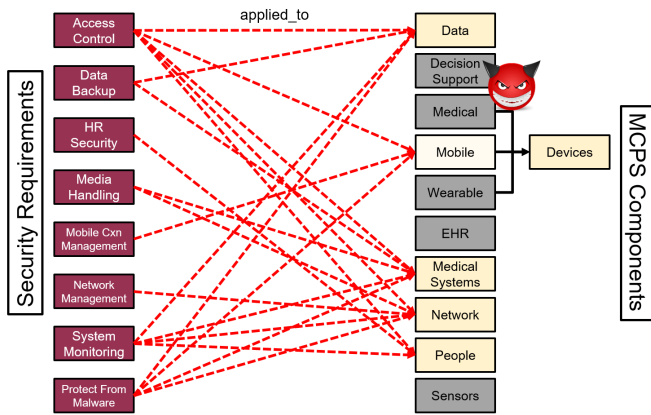 applied_to
Security Requirements
Access
Control
Data
Backup
HR
Security
Media
Handling
Mobile Cxn
Management
Network
Management
System
Monitoring
Protect From
Malware
Data
Decision
Support
Medical
Mobile
Wearable
EHR
Medical
Systems
Network
People
Sensors
Devices
MCPS Components